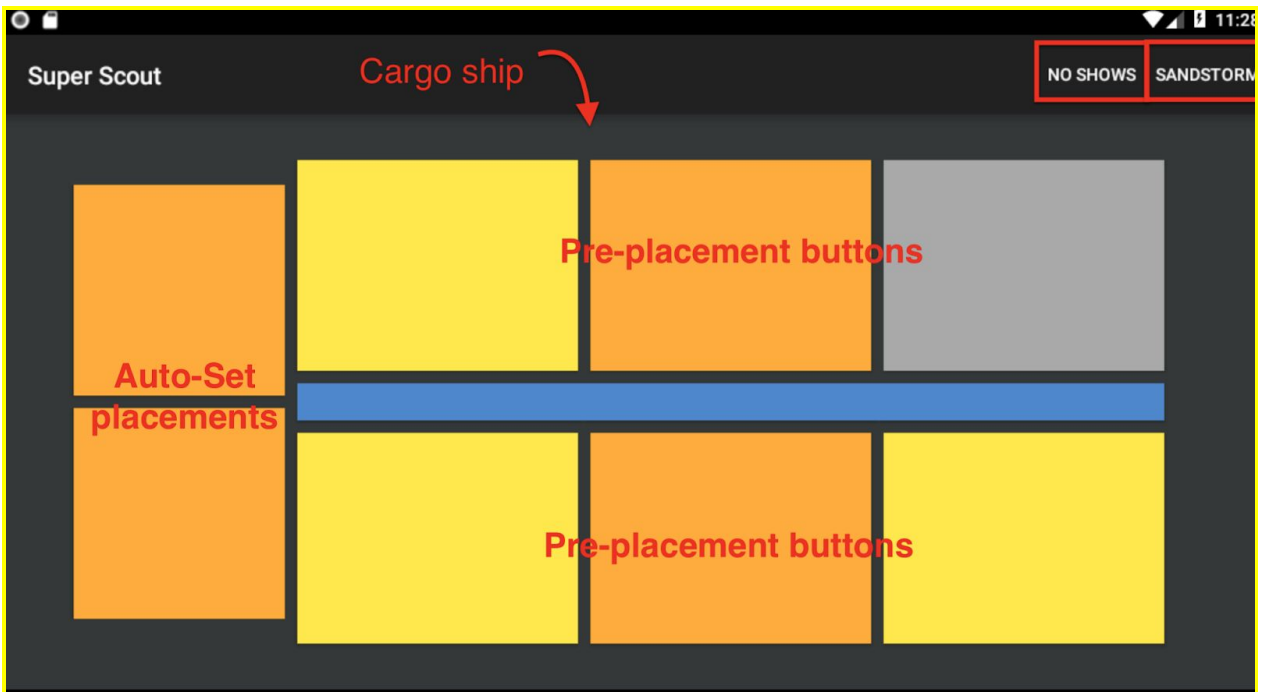 11:28
Super Scout
Cargo ship
NO SHOWS
SANDSTORM
Pre-placement buttons
Auto-Set
placements
Pre-placement buttons